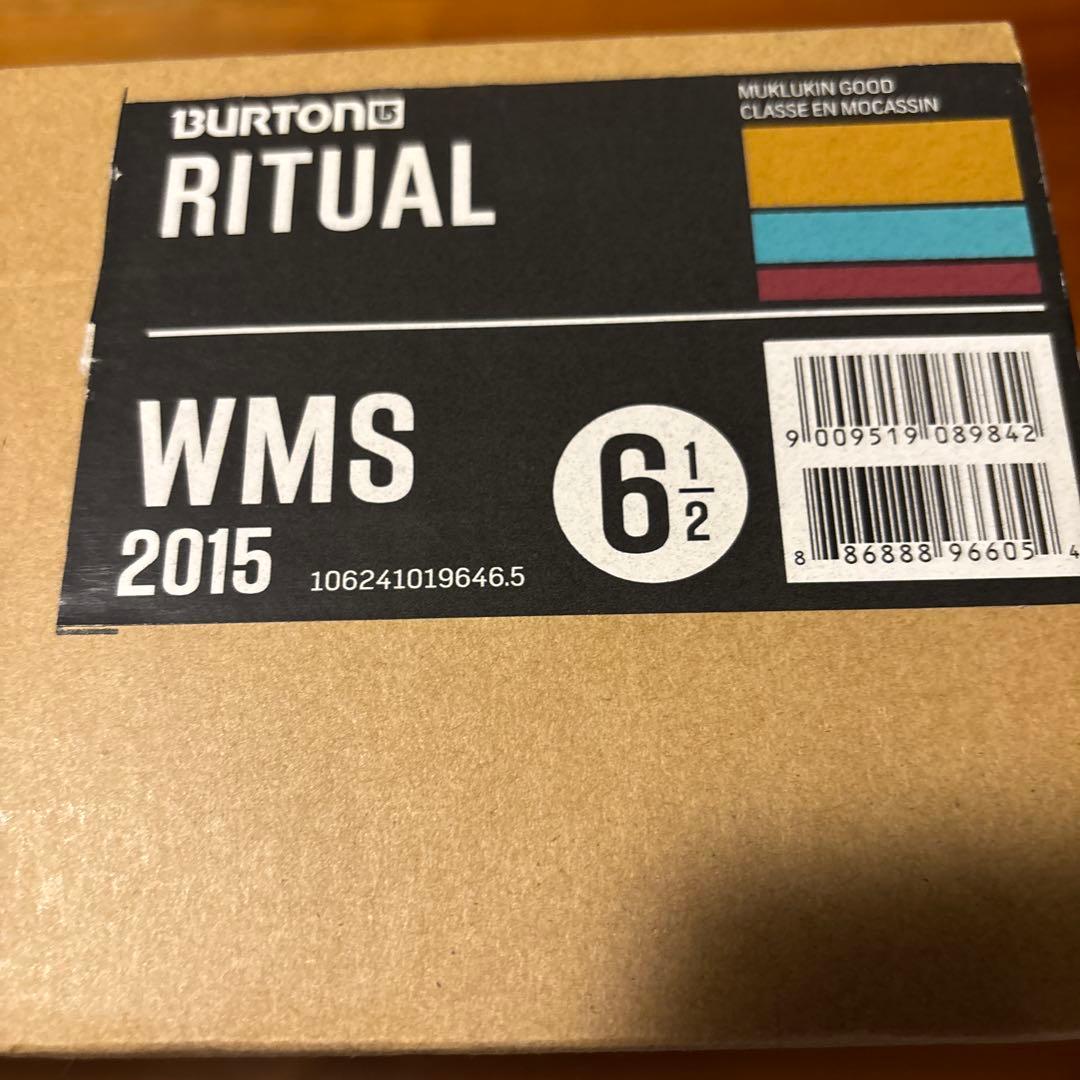 BURTON
RITUAL
MUKLUKIN GOOD
CLASSE EN MOCASSIN
WMS
2015
106241019646.5
6 1/2
9 009519 089842
8 86888 96605 4